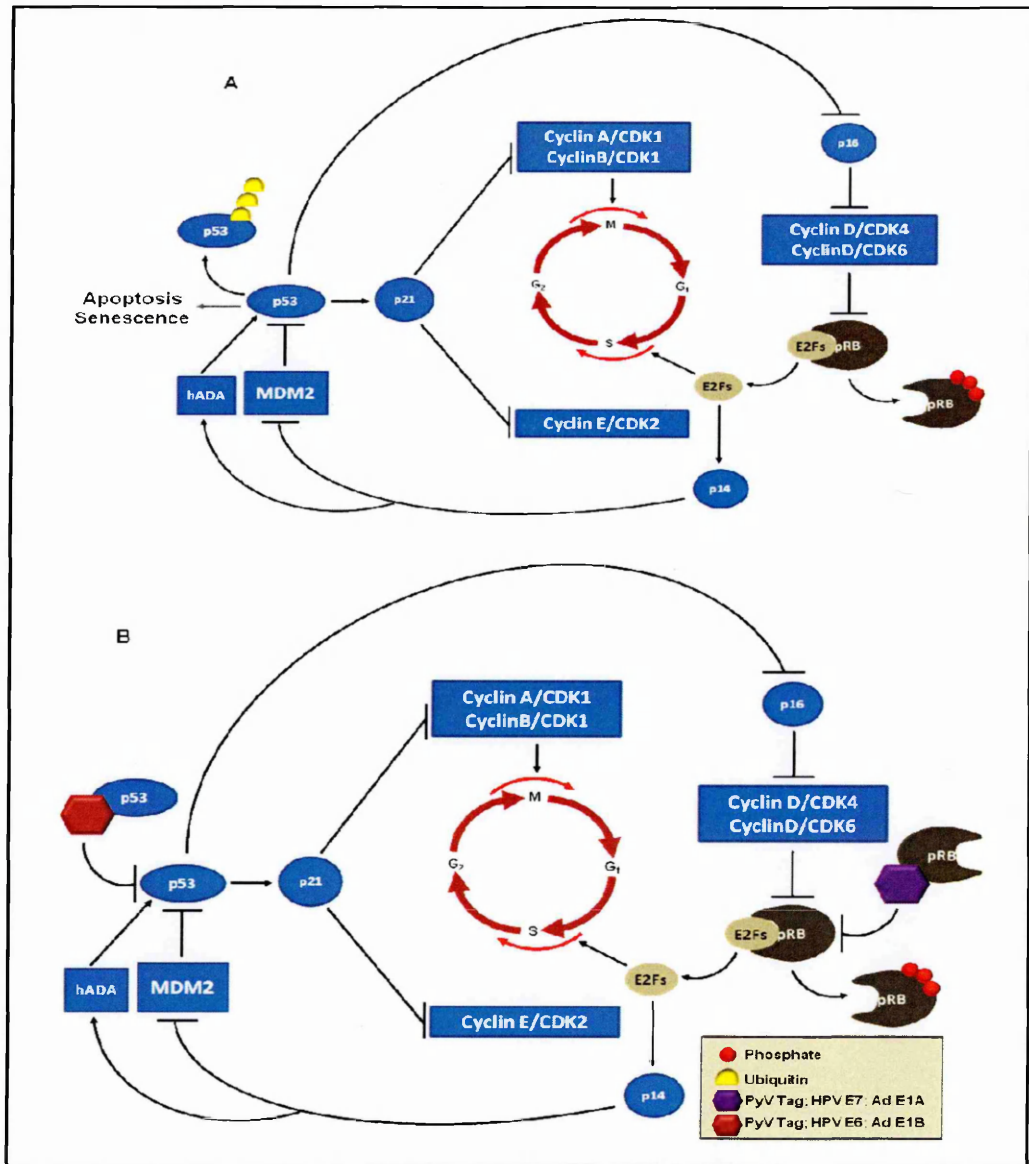 A
Cyclin A/CDK1
CyclinB/CDK1
p16
p53
Cyclin D/CDK4
CyclinD/CDK6
M
G2
G1
S
Apoptosis
Senescence
p53
p21
E2Fs
pRB
hADA
MDM2
E2Fs
pRB
Cyclin E/CDK2
p14
B
Cyclin A/CDK1
CyclinB/CDK1
p16
p53
Cyclin D/CDK4
CyclinD/CDK6
M
pRB
G2
G1
p53
p21
S
E2Fs
pRB
hADA
MDM2
E2Fs
pRB
Cyclin E/CDK2
p14
Phosphate
Ubiquitin
PyV Tag; HPV E7; Ad E1A
PyV Tag; HPV E6; Ad E1B